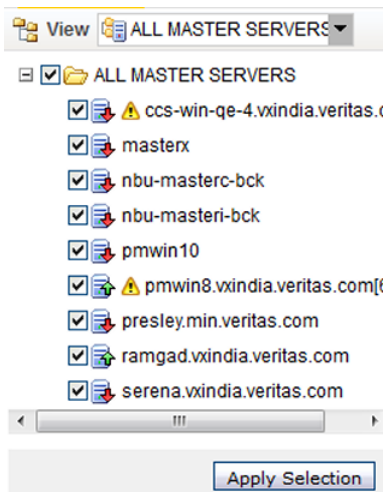 View ALL MASTER SERVERS
ALL MASTER SERVERS
ccs-win-qe-4.vxindia.veritas.
masterx
nbu-masterc-bck
nbu-masteri-bck
pmwin10
pmwin8.vxindia.veritas.com[6
presley.min.veritas.com
ramgad.vxindia.veritas.com
serena.vxindia.veritas.com
Apply Selection